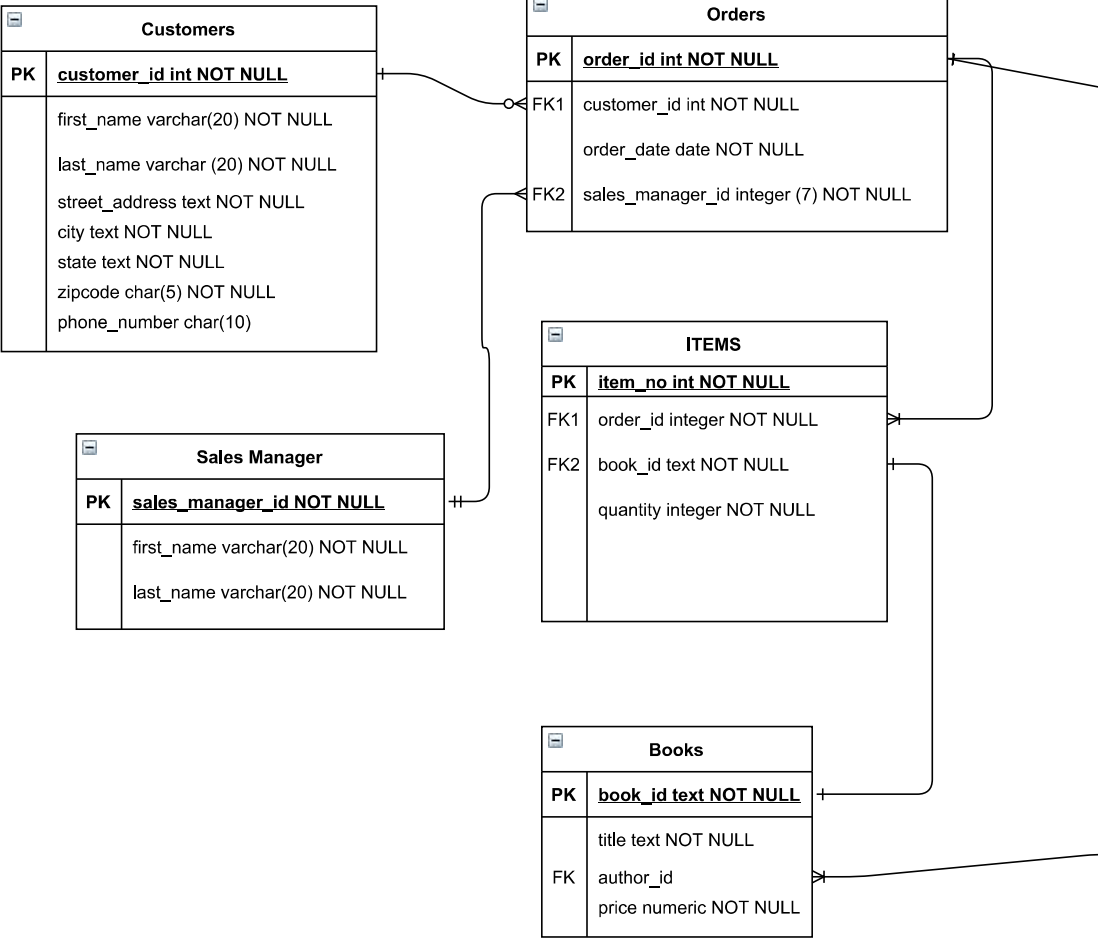 Customers
PK customer_id int NOT NULL
first_name varchar(20) NOT NULL
last_name varchar (20) NOT NULL
street_address text NOT NULL
city text NOT NULL
state text NOT NULL
zipcode char(5) NOT NULL
phone_number char(10)
Orders
PK order_id int NOT NULL
FK1 customer_id int NOT NULL
order_date date NOT NULL
FK2 sales_manager_id integer (7) NOT NULL
ITEMS
PK item_no int NOT NULL
FK1 order_id integer NOT NULL
FK2 book_id text NOT NULL
quantity integer NOT NULL
Sales Manager
PK sales_manager_id NOT NULL
first_name varchar(20) NOT NULL
last_name varchar(20) NOT NULL
Books
PK book_id text NOT NULL
title text NOT NULL
FK author_id
price numeric NOT NULL